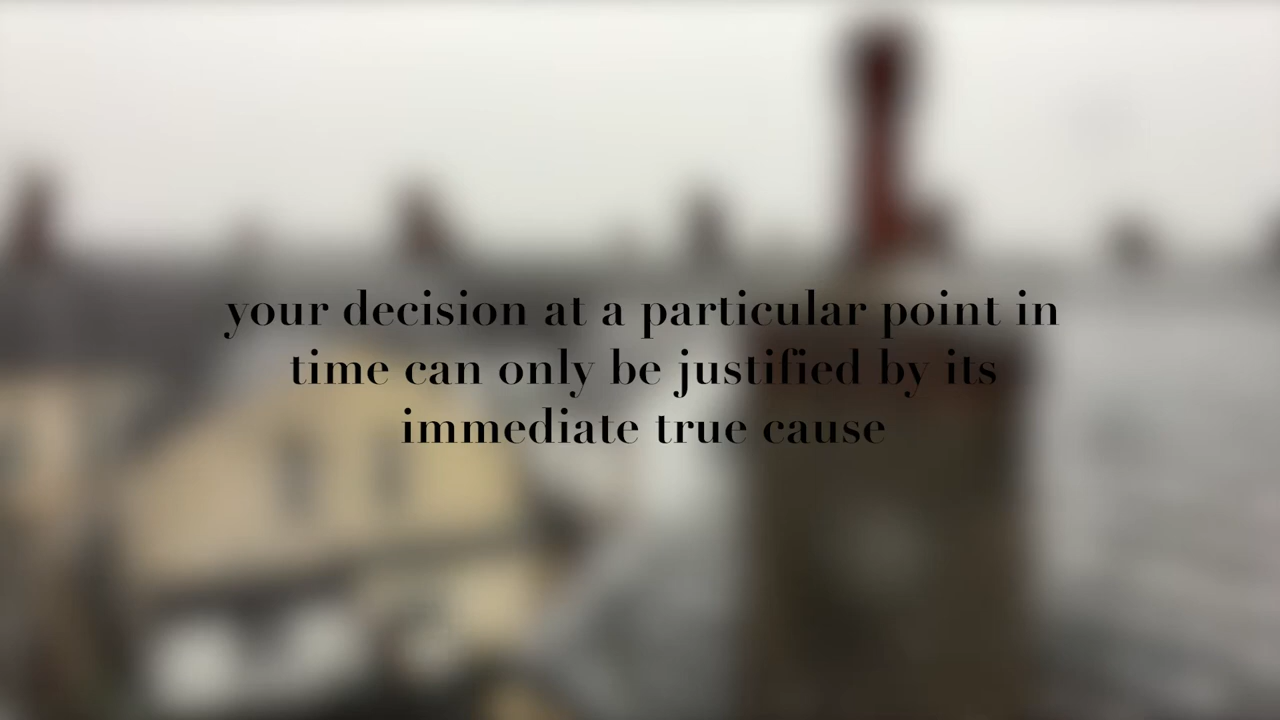 your decision at a particular point in
time can only be justified by its
immediate true cause